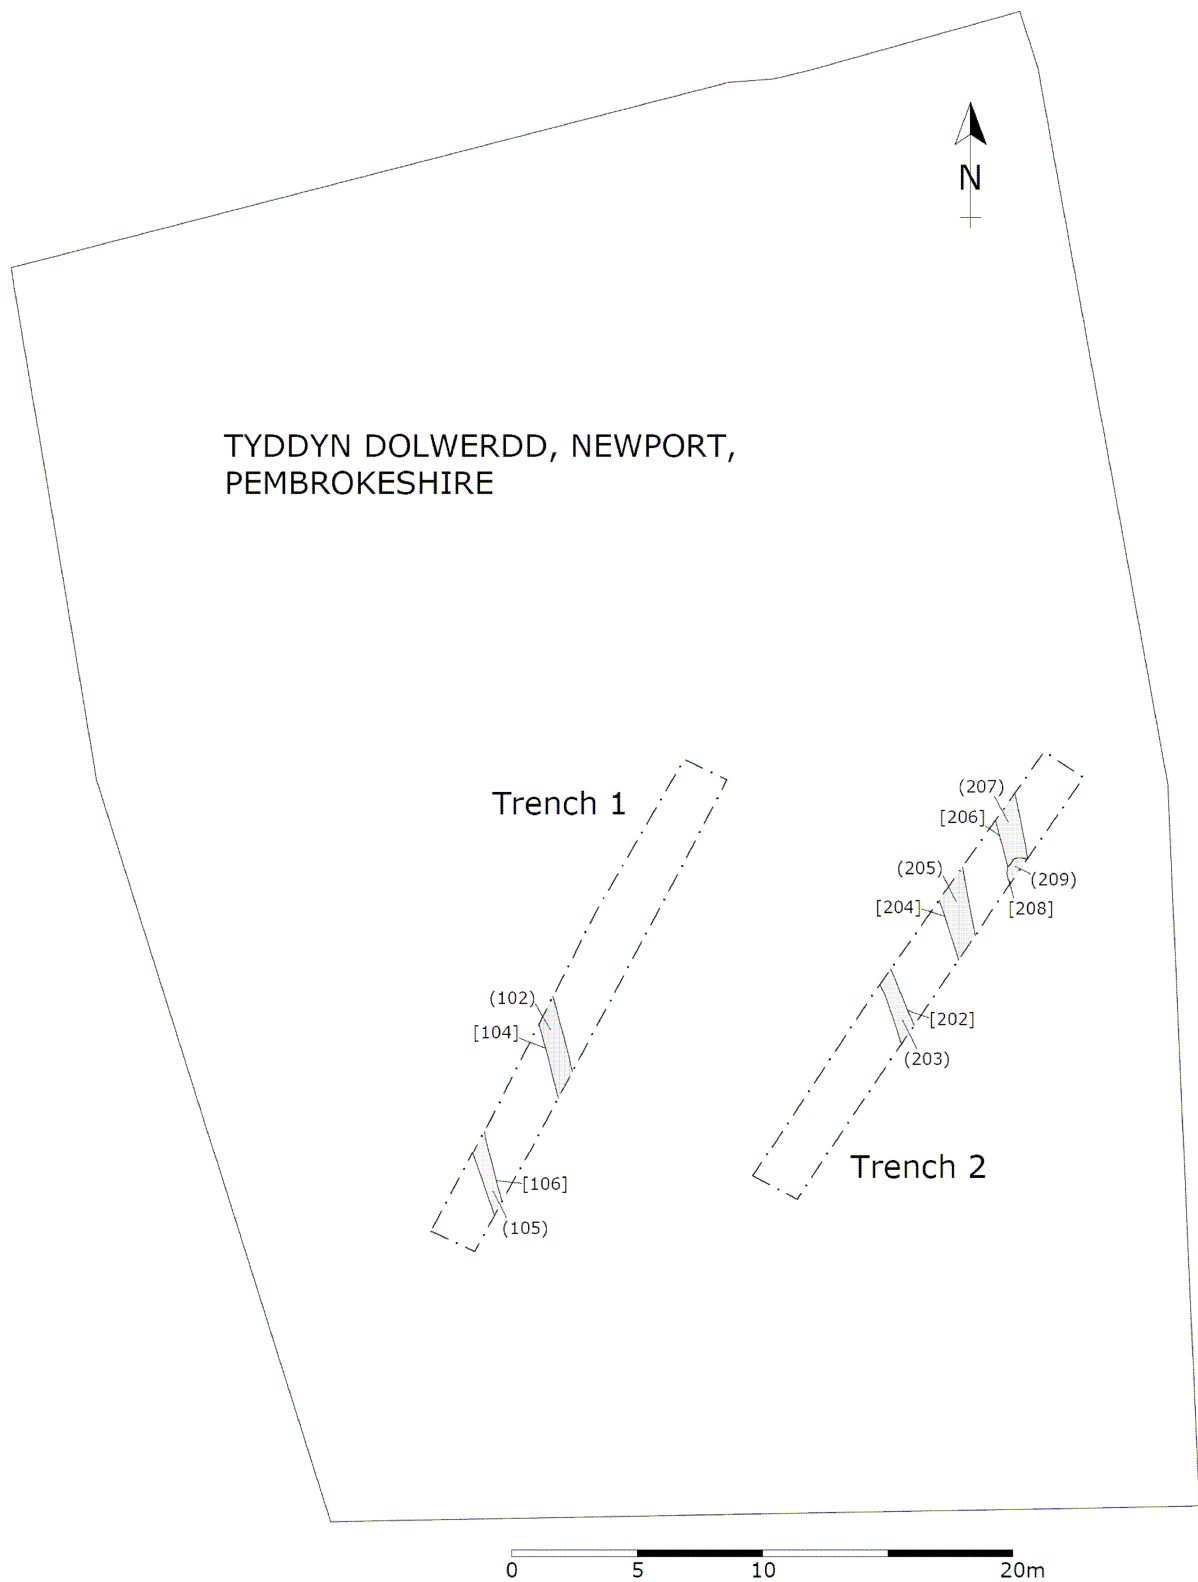 N
TYDDYN DOLWERDD, NEWPORT,
PEMBROKESHIRE
Trench 1
(207)
[206]
(205)
(209)
[204]
[208]
(102)
[202]
[104]
(203)
Trench 2
[106]
(105)
0 5 10 20m